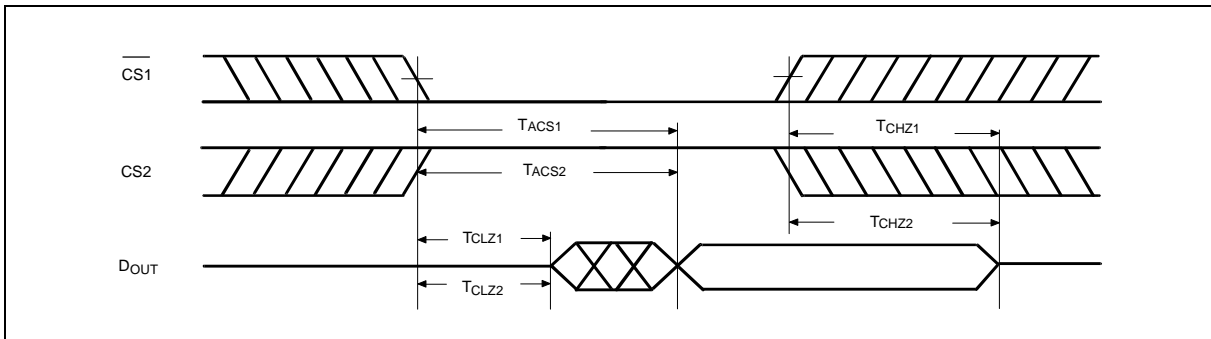 CS1
TACS1
TCHZ1
CS2
TACS2
TCHZ2
TCLZ1
DOUT
TCLZ2